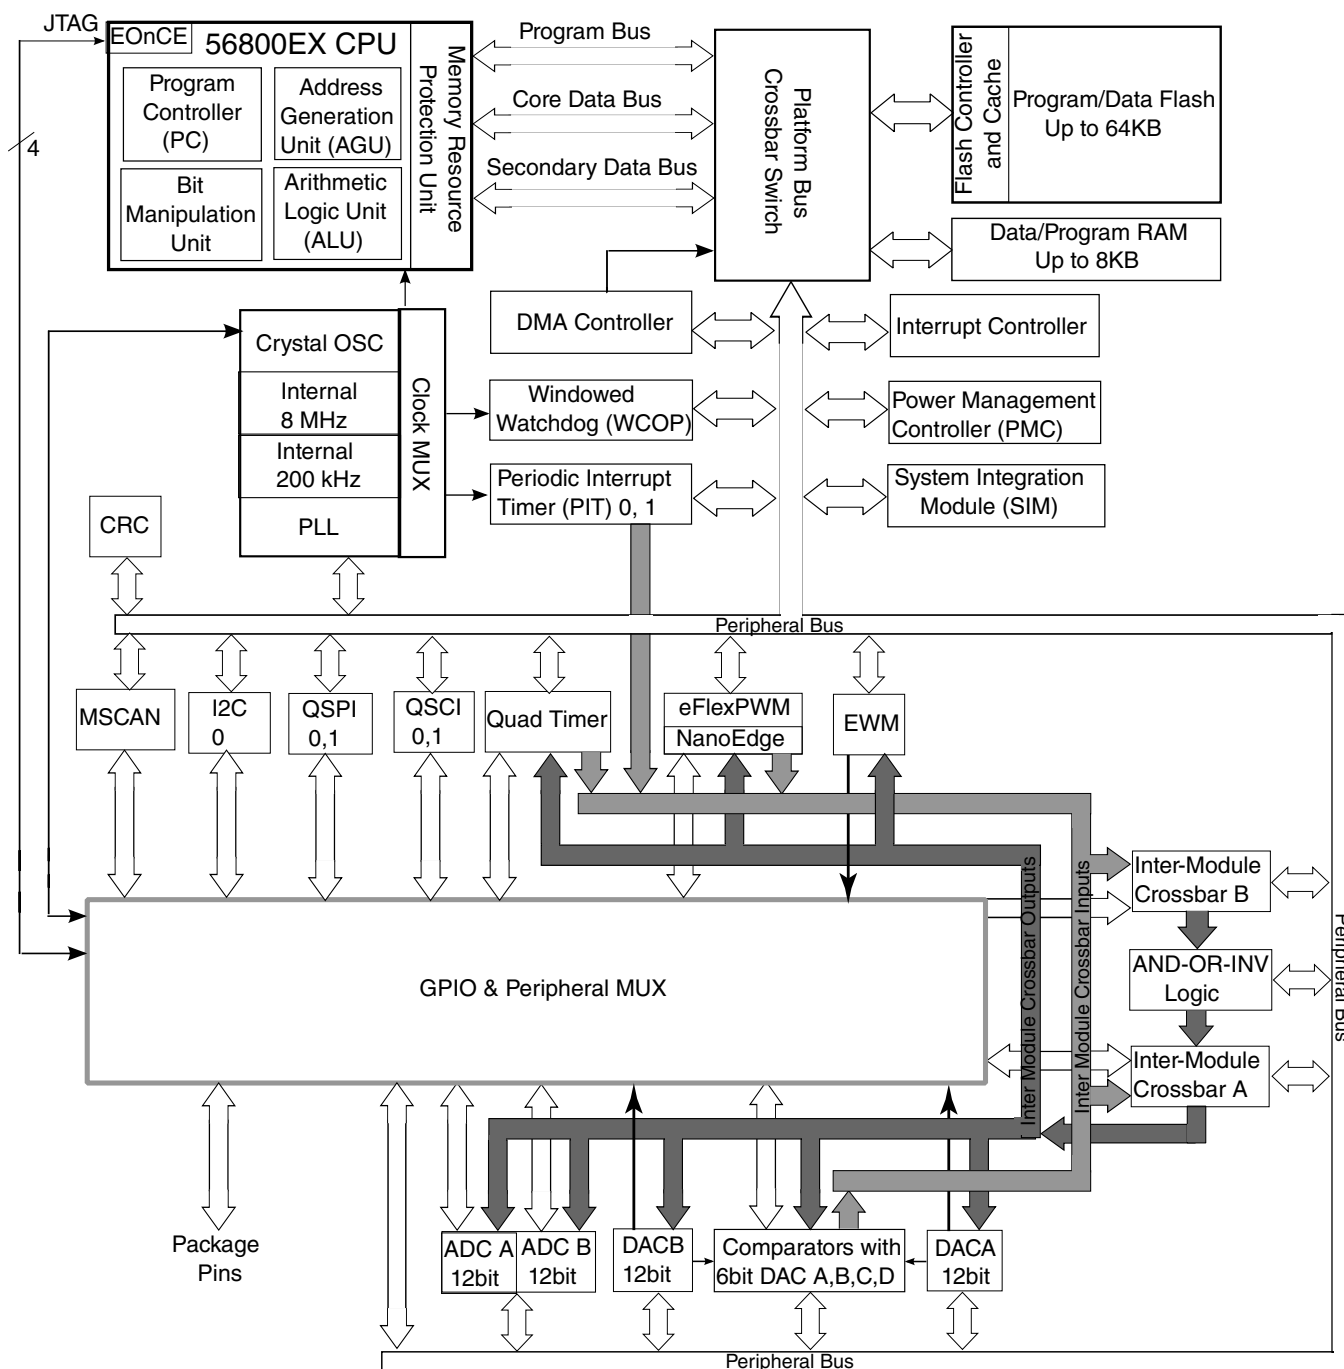 JTAG
EOnCE
56800EX CPU
Program
Controller
(PC)
Address
Generation
Unit (AGU)
Bit
Manipulation
Unit
Arithmetic
Logic Unit
(ALU)
Memory Resource
Protection Unit
4
Program Bus
Core Data Bus
Secondary Data Bus
Platform Bus
Crossbar Swirch
Flash Controller
and Cache
Program/Data Flash
Up to 64KB
Data/Program RAM
Up to 8KB
Crystal OSC
Internal
8 MHz
Internal
200 kHz
PLL
Clock MUX
DMA Controller
Interrupt Controller
Windowed
Watchdog (WCOP)
Power Management
Controller (PMC)
Periodic Interrupt
Timer (PIT) 0, 1
System Integration
Module (SIM)
CRC
Peripheral Bus
MSCAN
I2C
0
QSPI
0,1
QSCI
0,1
Quad Timer
eFlexPWM
NanoEdge
EWM
Inter Module Crossbar Outputs
Inter Module Crossbar Inputs
Inter-Module
Crossbar B
AND-OR-INV
Logic
Inter-Module
Crossbar A
Peripheral Bus
GPIO & Peripheral MUX
Package
Pins
ADC A
12bit
ADC B
12bit
DACB
12bit
Comparators with
6bit DAC A,B,C,D
DACA
12bit
Peripheral Bus